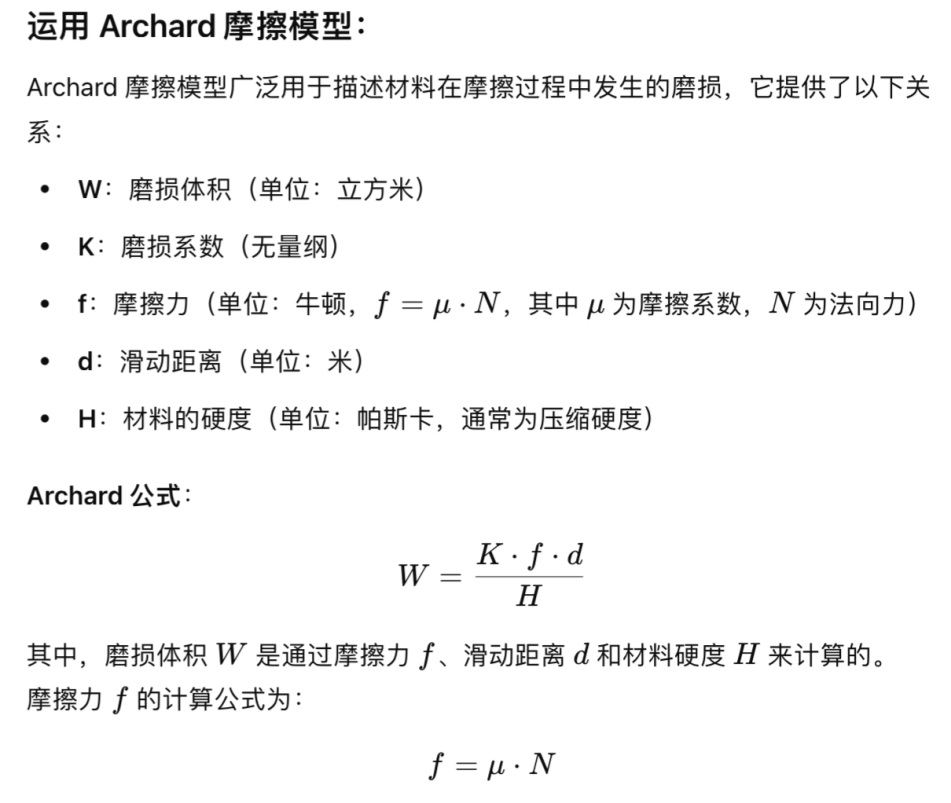 运用 Archard 摩擦模型：
Archard 摩擦模型广泛用于描述材料在摩擦过程中发生的磨损，它提供了以下关
系：
• W：磨损体积（单位：立方米）
• K：磨损系数（无量纲）
• f：摩擦力（单位：牛顿，f = μ · N，其中 μ 为摩擦系数，N 为法向力）
• d：滑动距离（单位：米）
• H：材料的硬度（单位：帕斯卡，通常为压缩硬度）
Archard 公式：
W = \frac{K · f · d}{H}
其中，磨损体积 W 是通过摩擦力 f、滑动距离 d 和材料硬度 H 来计算的。
摩擦力 f 的计算公式为：
f = μ · N